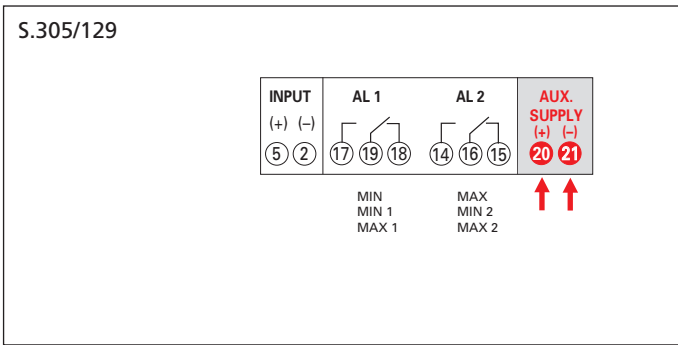 S.305/129
INPUT AL 1 AL 2 AUX.
SUPPLY
(+) (–) (+) (–)
5 2 17 19 18 14 16 15 20 21
MIN MAX
MIN 1 MIN 2
MAX 1 MAX 2